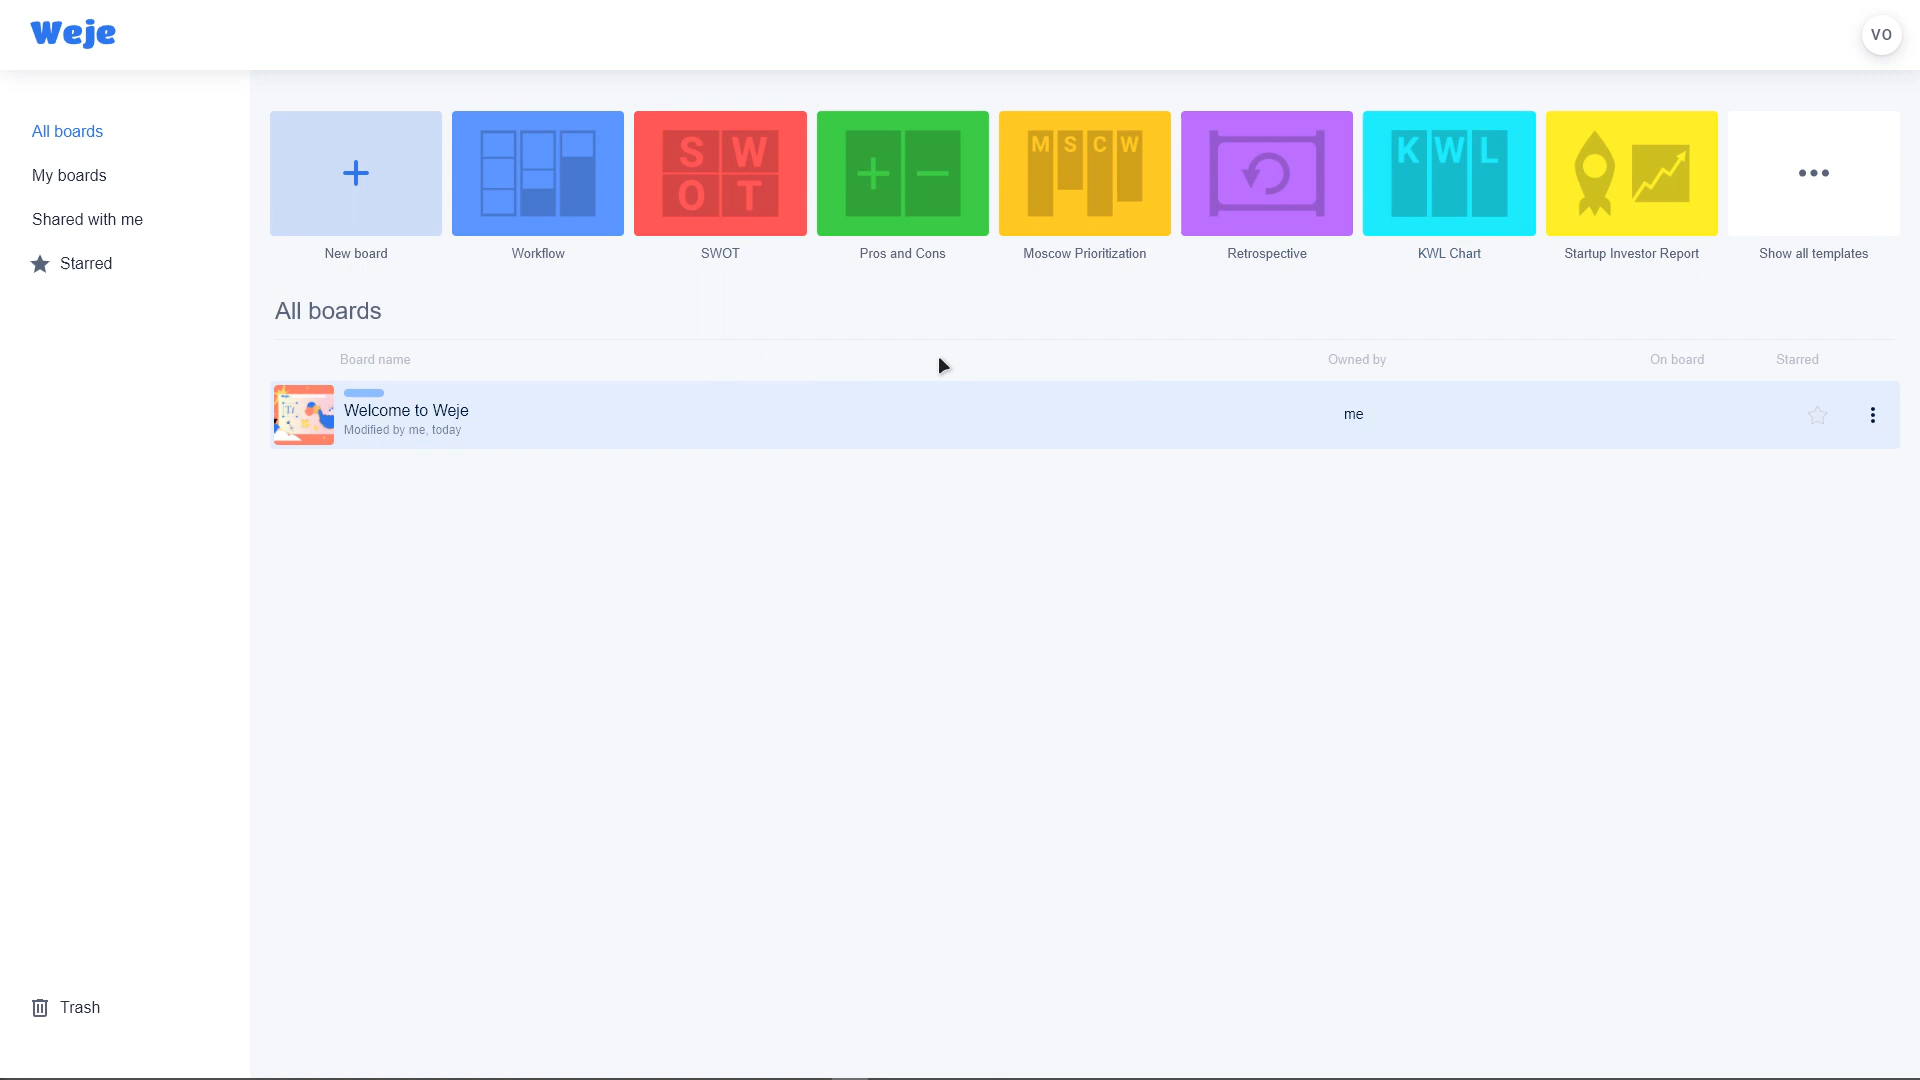 Weje
VO
All boards
My boards
Shared with me
Starred
Trash
S W
O T
M S C W
K W L
New board
Workflow
SWOT
Pros and Cons
Moscow Prioritization
Retrospective
KWL Chart
Startup Investor Report
Show all templates
All boards
Board name
Owned by
On board
Starred
Welcome to Weje
Modified by me, today
me